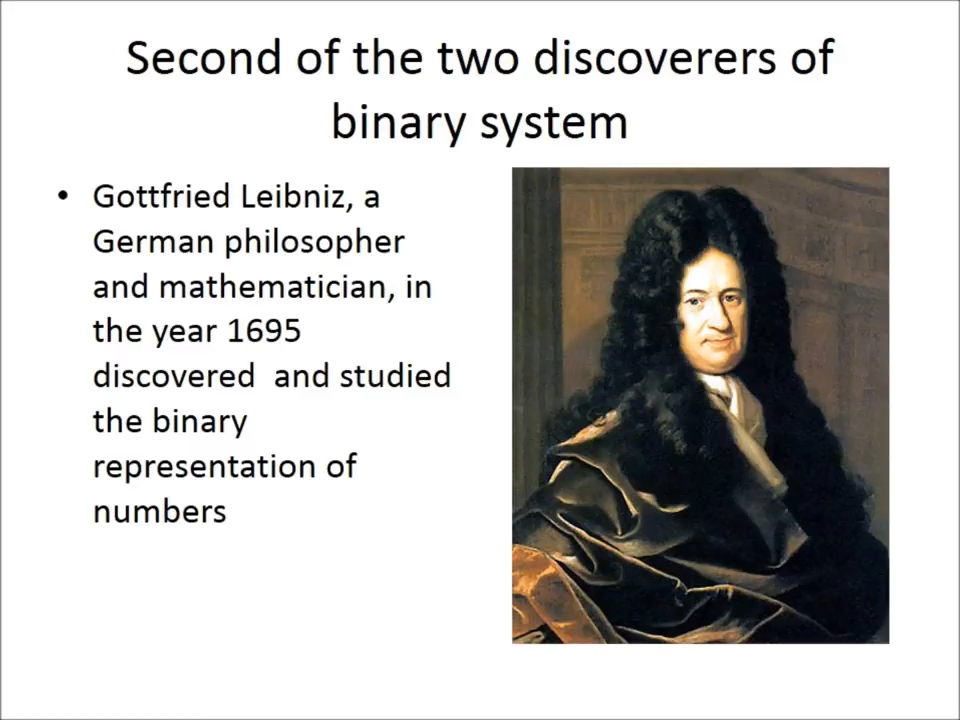 Second of the two discoverers of
binary system
• Gottfried Leibniz, a
German philosopher
and mathematician, in
the year 1695
discovered  and studied
the binary
representation of
numbers